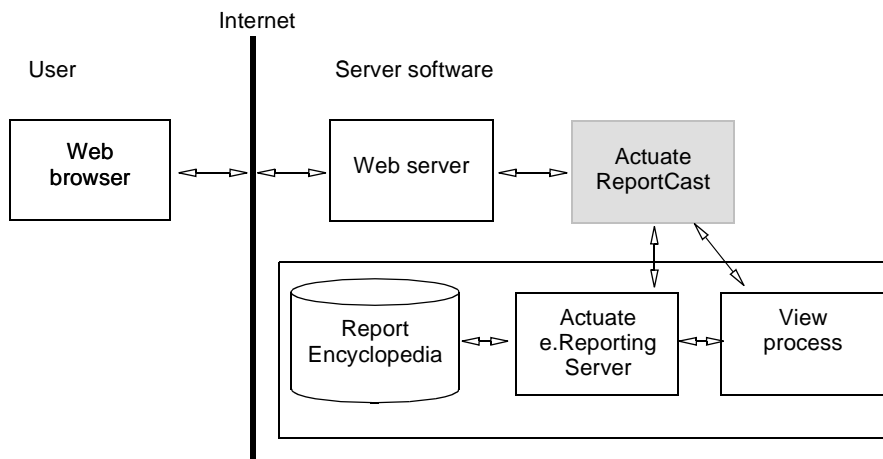 Internet
User
Server software
Web
browser
Web server
Actuate
ReportCast
Report
Encyclopedia
Actuate
e.Reporting
Server
View
process